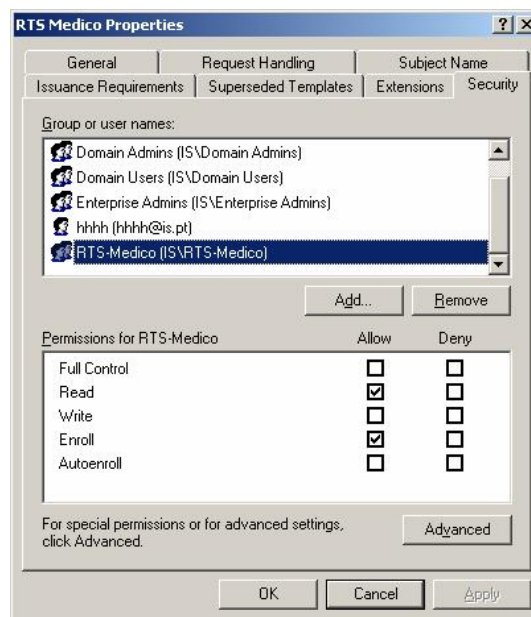 RTS Medico Properties
General Request Handling Subject Name
Issuance Requirements Superseded Templates Extensions Security
Group or user names:
Domain Admins (IS\Domain Admins)
Domain Users (IS\Domain Users)
Enterprise Admins (IS\Enterprise Admins)
hhhh (hhhh@is.pt)
RTS-Medico (IS\RTS-Medico)
Add... Remove
Permissions for RTS-Medico Allow Deny
Full Control
Read
Write
Enroll
Autoenroll
For special permissions or for advanced settings,
click Advanced.
Advanced
OK Cancel Apply